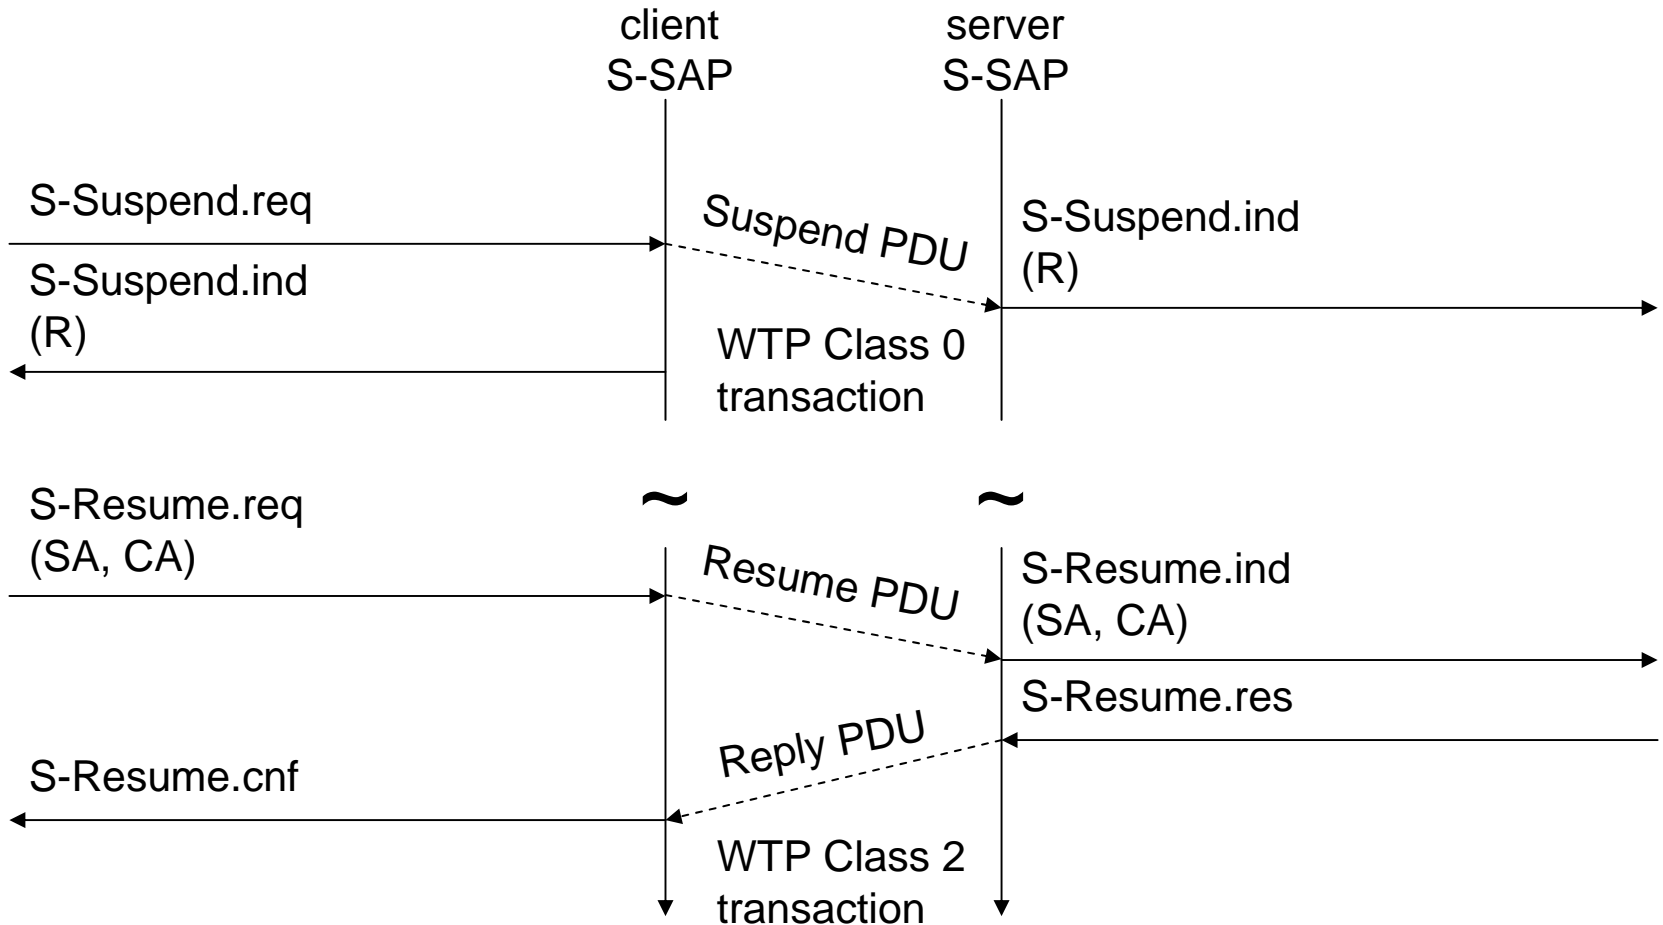 client
S-SAP
server
S-SAP
S-Suspend.req
Suspend PDU
S-Suspend.ind
(R)
S-Suspend.ind
(R)
WTP Class 0
transaction
~
~
S-Resume.req
(SA, CA)
Resume PDU
S-Resume.ind
(SA, CA)
S-Resume.res
Reply PDU
S-Resume.cnf
WTP Class 2
transaction